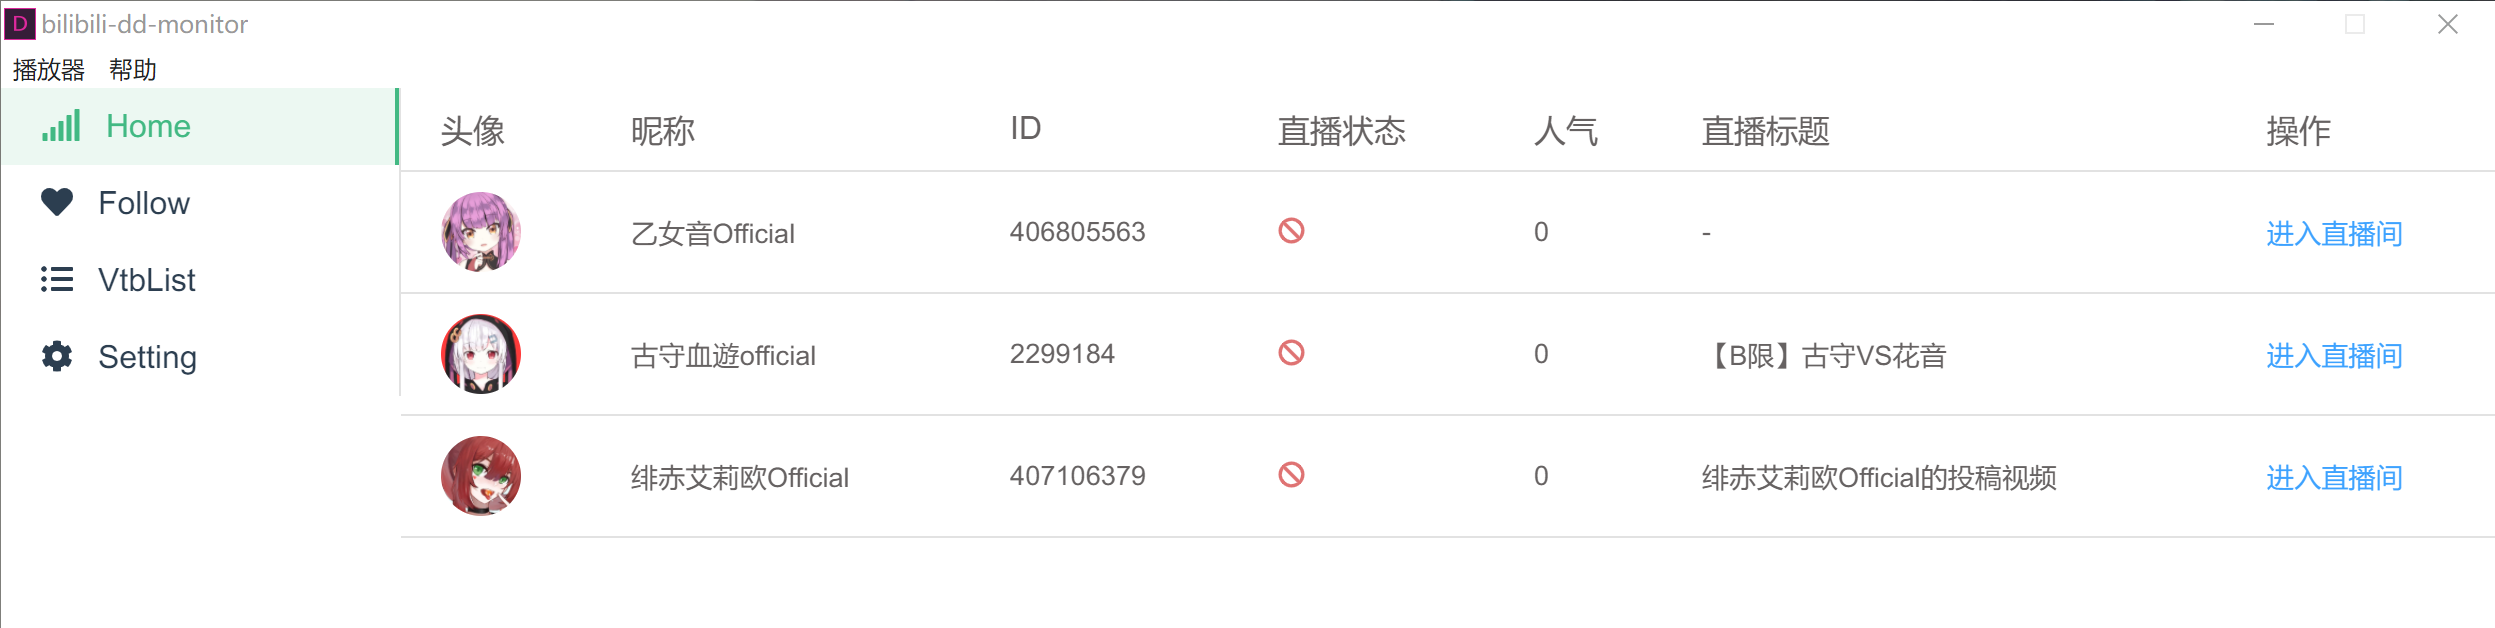 D bilibili-dd-monitor
播放器 帮助
Home
Follow
VtbList
Setting
头像 昵称 ID 直播状态 人气 直播标题 操作
乙女音Official 406805563 0 - 进入直播间
古守血遊official 2299184 0 【B限】古守VS花音 进入直播间
绯赤艾莉欧Official 407106379 0 绯赤艾莉欧Official的投稿视频 进入直播间